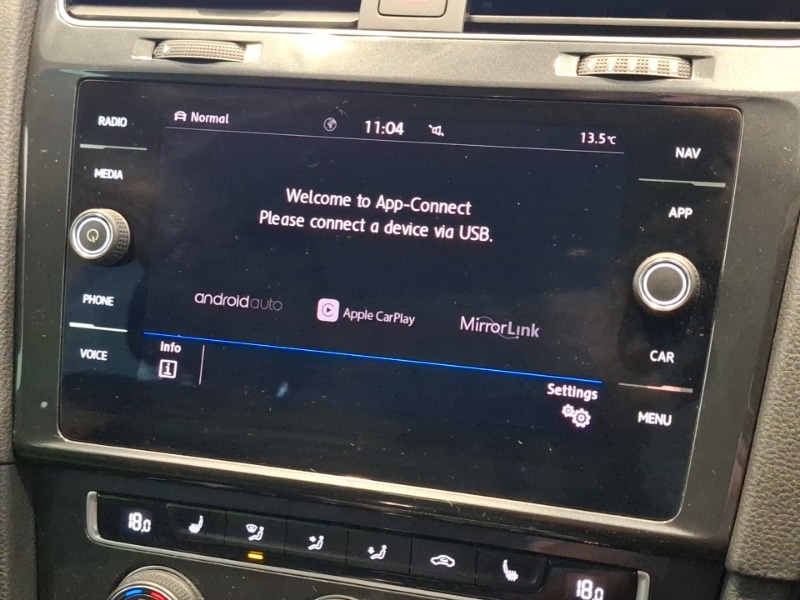 RADIO
Normal
11:04
13.5°C
NAV
MEDIA
APP
Welcome to App-Connect
Please connect a device via USB.
PHONE
androidauto
Apple CarPlay
MirrorLink
VOICE
Info
i
Settings
CAR
MENU
18.0
18.0